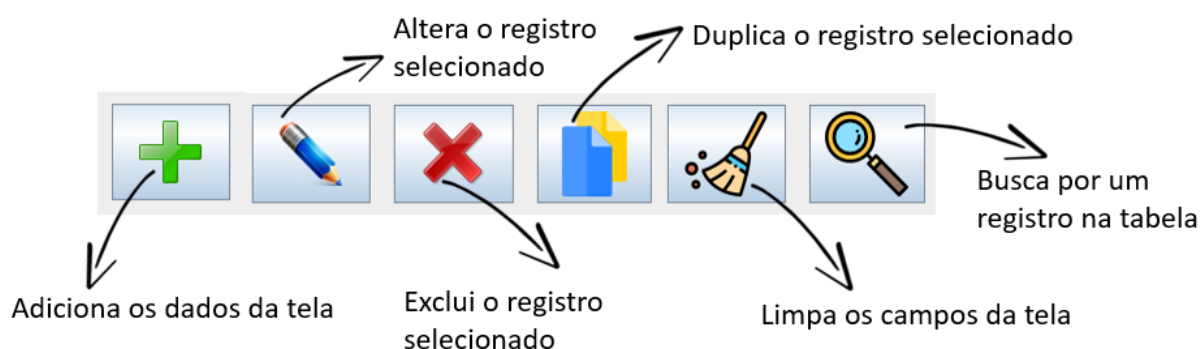 Altera o registro
selecionado
Duplica o registro selecionado
Busca por um
registro na tabela
Adiciona os dados da tela
Exclui o registro
selecionado
Limpa os campos da tela